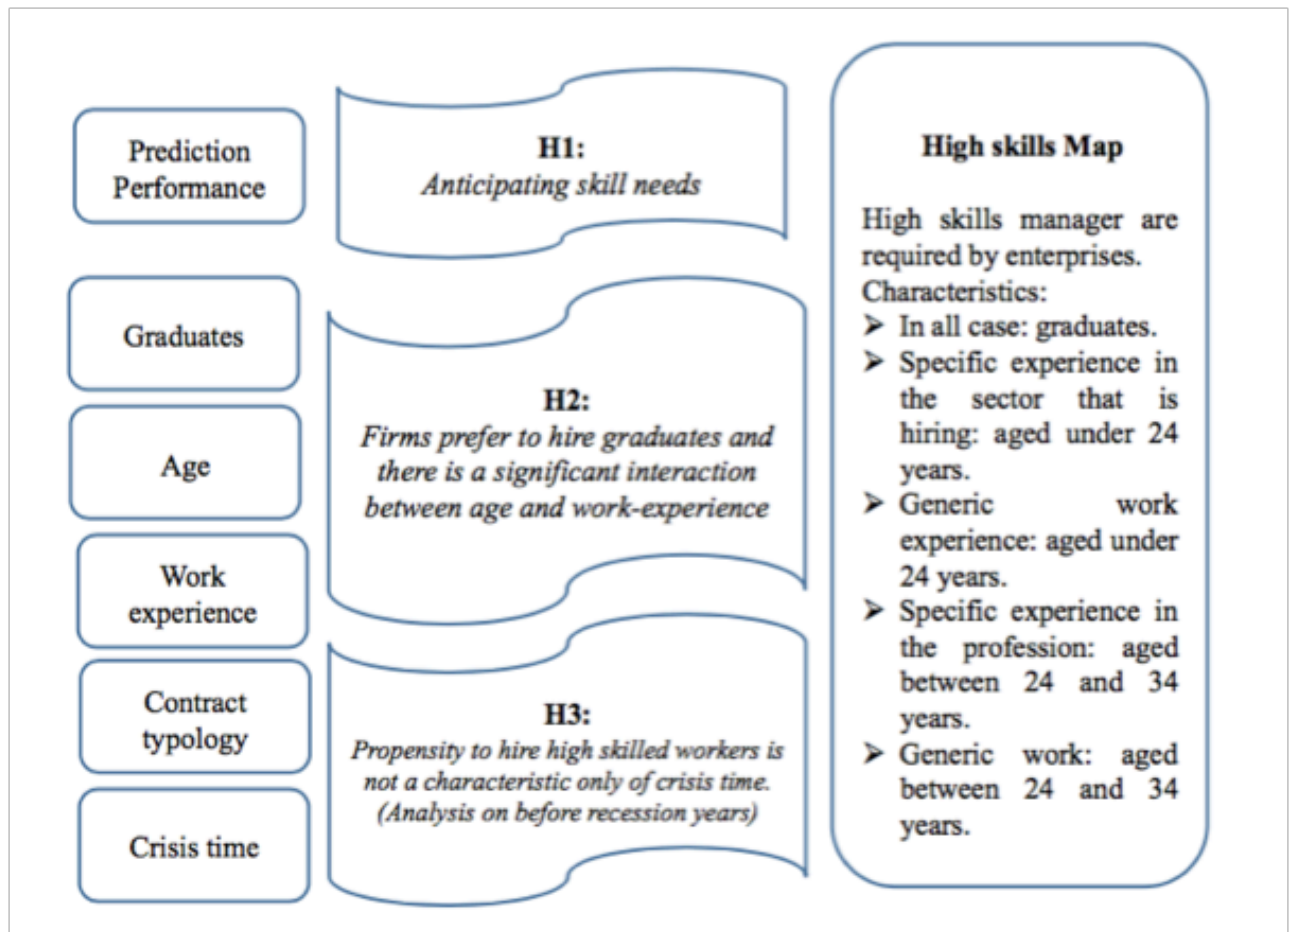 Prediction
Performance
Graduates
Age
Work
experience
Contract
typology
Crisis time
H1:
Anticipating skill needs
H2:
Firms prefer to hire graduates and
there is a significant interaction
between age and work-experience
H3:
Propensity to hire high skilled workers is
not a characteristic only of crisis time.
(Analysis on before recession years)
High skills Map
High skills manager are
required by enterprises.
Characteristics:
➤ In all case: graduates.
➤ Specific experience in
the sector that is
hiring: aged under 24
years.
➤ Generic work
experience: aged under
24 years.
➤ Specific experience in
the profession: aged
between 24 and 34
years.
➤ Generic work: aged
between 24 and 34
years.